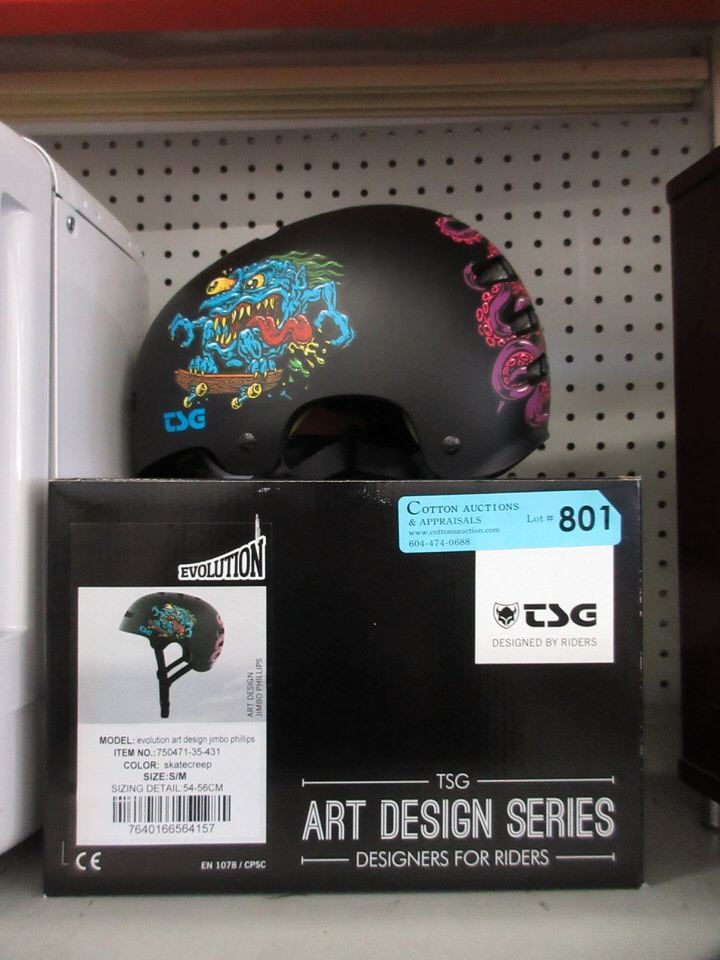 TSG
COTTON AUCTIONS
& APPRAISALS
www.cottonsauction.com
604-474-0688
Lot # 801
EVOLUTION
TSG
DESIGNED BY RIDERS
TSG
ART DESIGN
JIMBO PHILLIPS
MODEL: evolution art design jimbo phillips
ITEM NO.:750471-35-431
COLOR: skatecreep
SIZE:S/M
SIZING DETAIL:54-56CM
7640166564157
CE
EN 1078 / CPSC
TSG
ART DESIGN SERIES
DESIGNERS FOR RIDERS